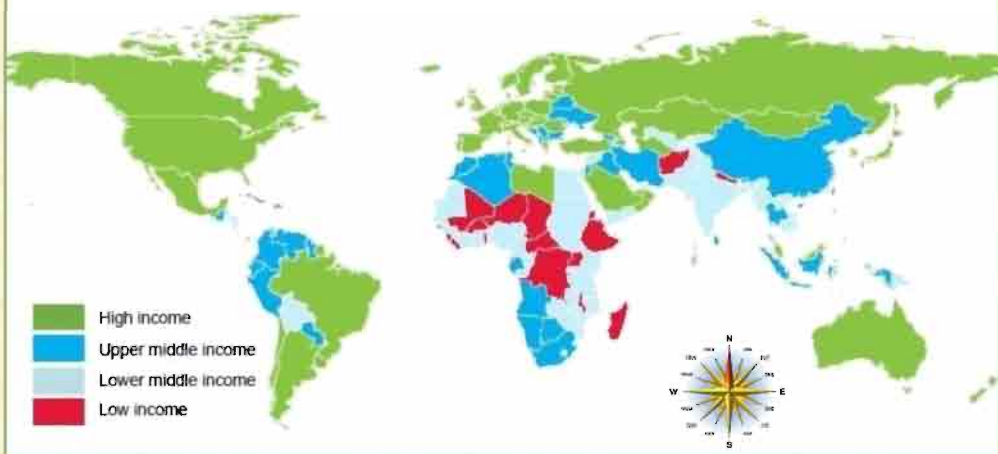 High income
Upper middle income
Lower middle income
Low income
N
W
E
S